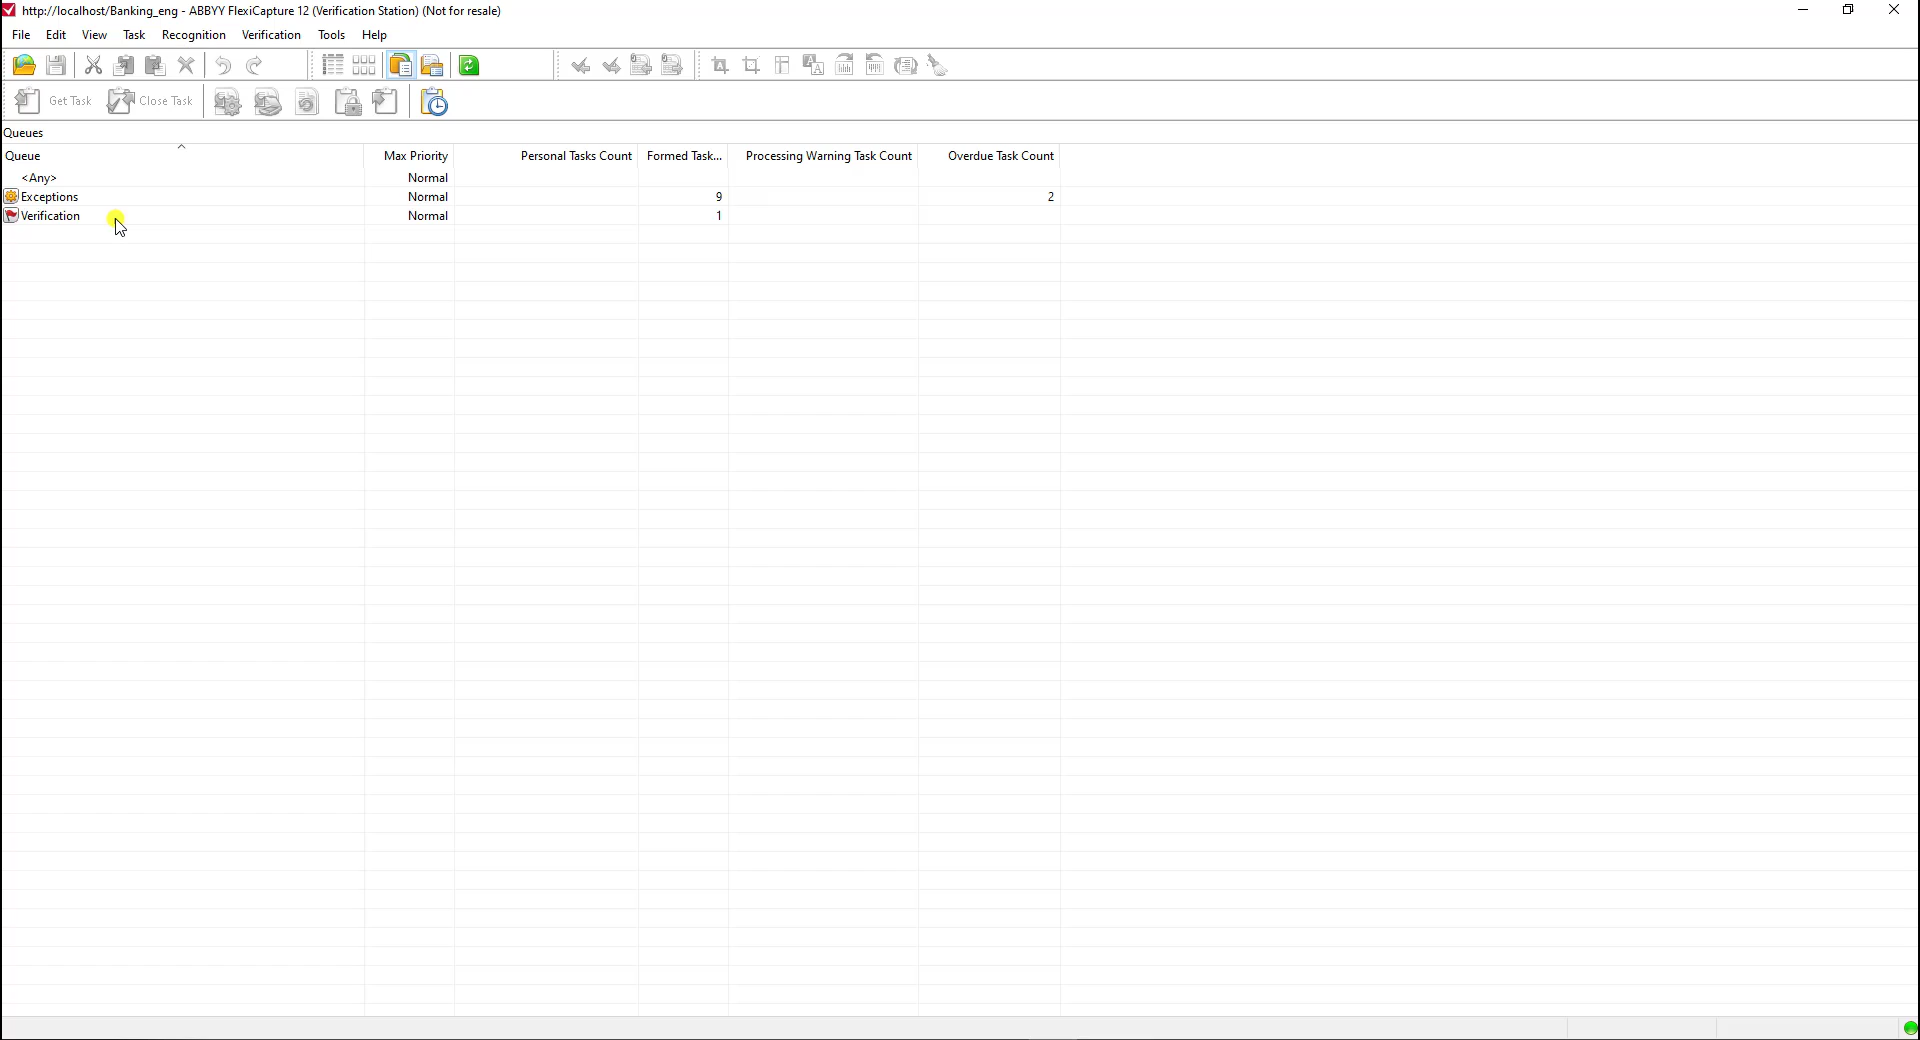 http://localhost/Banking_eng - ABBYY FlexiCapture 12 (Verification Station) (Not for resale)
File Edit View Task Recognition Verification Tools Help
Get Task Close Task
Queues
Queue Max Priority Personal Tasks Count Formed Task... Processing Warning Task Count Overdue Task Count
<Any> Normal
Exceptions Normal 9 2
Verification Normal 1